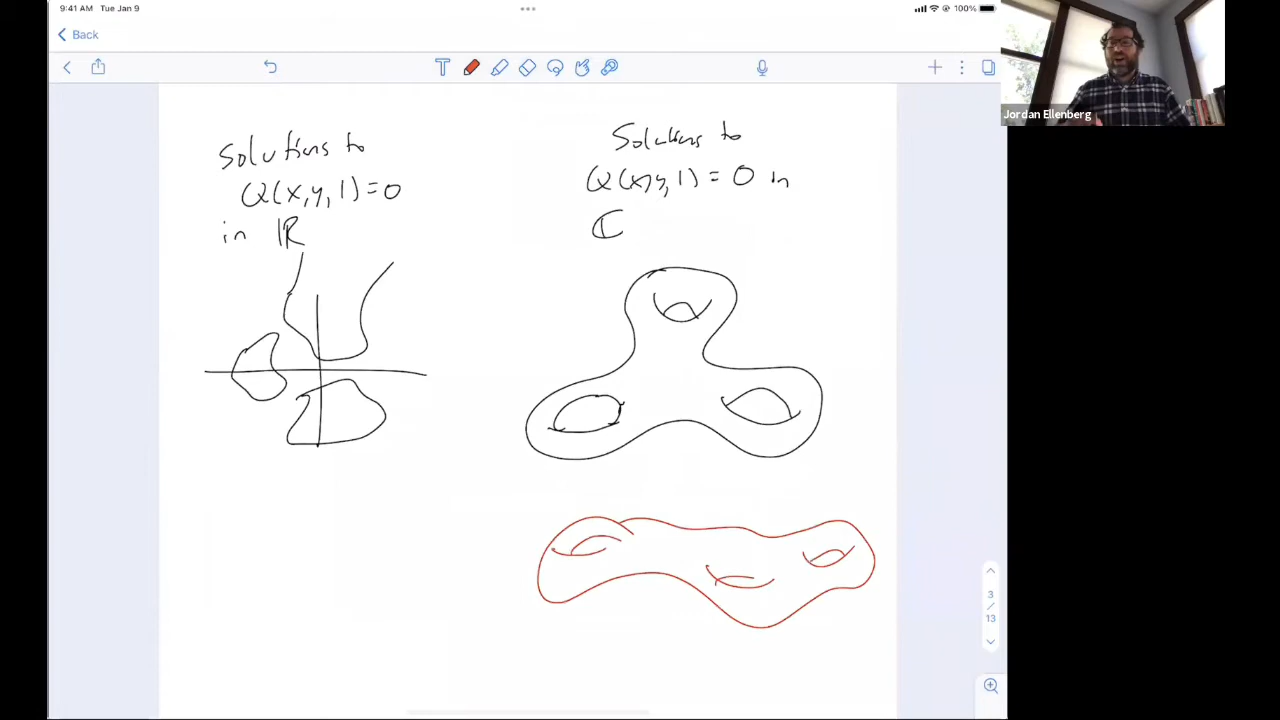 9:41 AM Tue Jan 9
100%
Back
T
Jordan Ellenberg
Solutions to
Q(x,y,1)=0
in ℝ
Solutions to
Q(x,y,1) = 0 in
ℂ
3
/
13